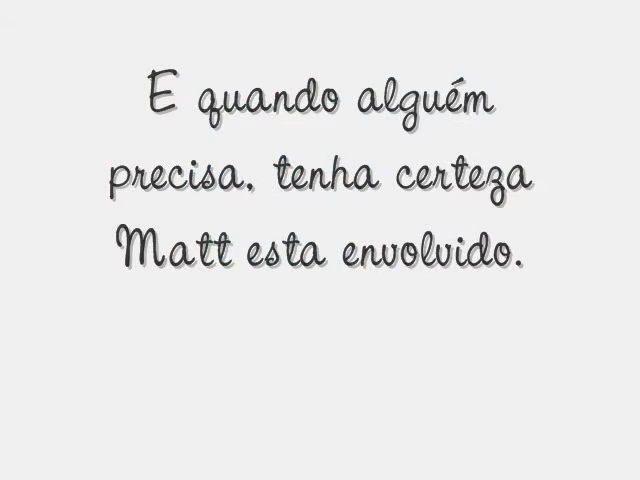 E quando alguém
precisa, tenha certeza
Matt esta envolvido.